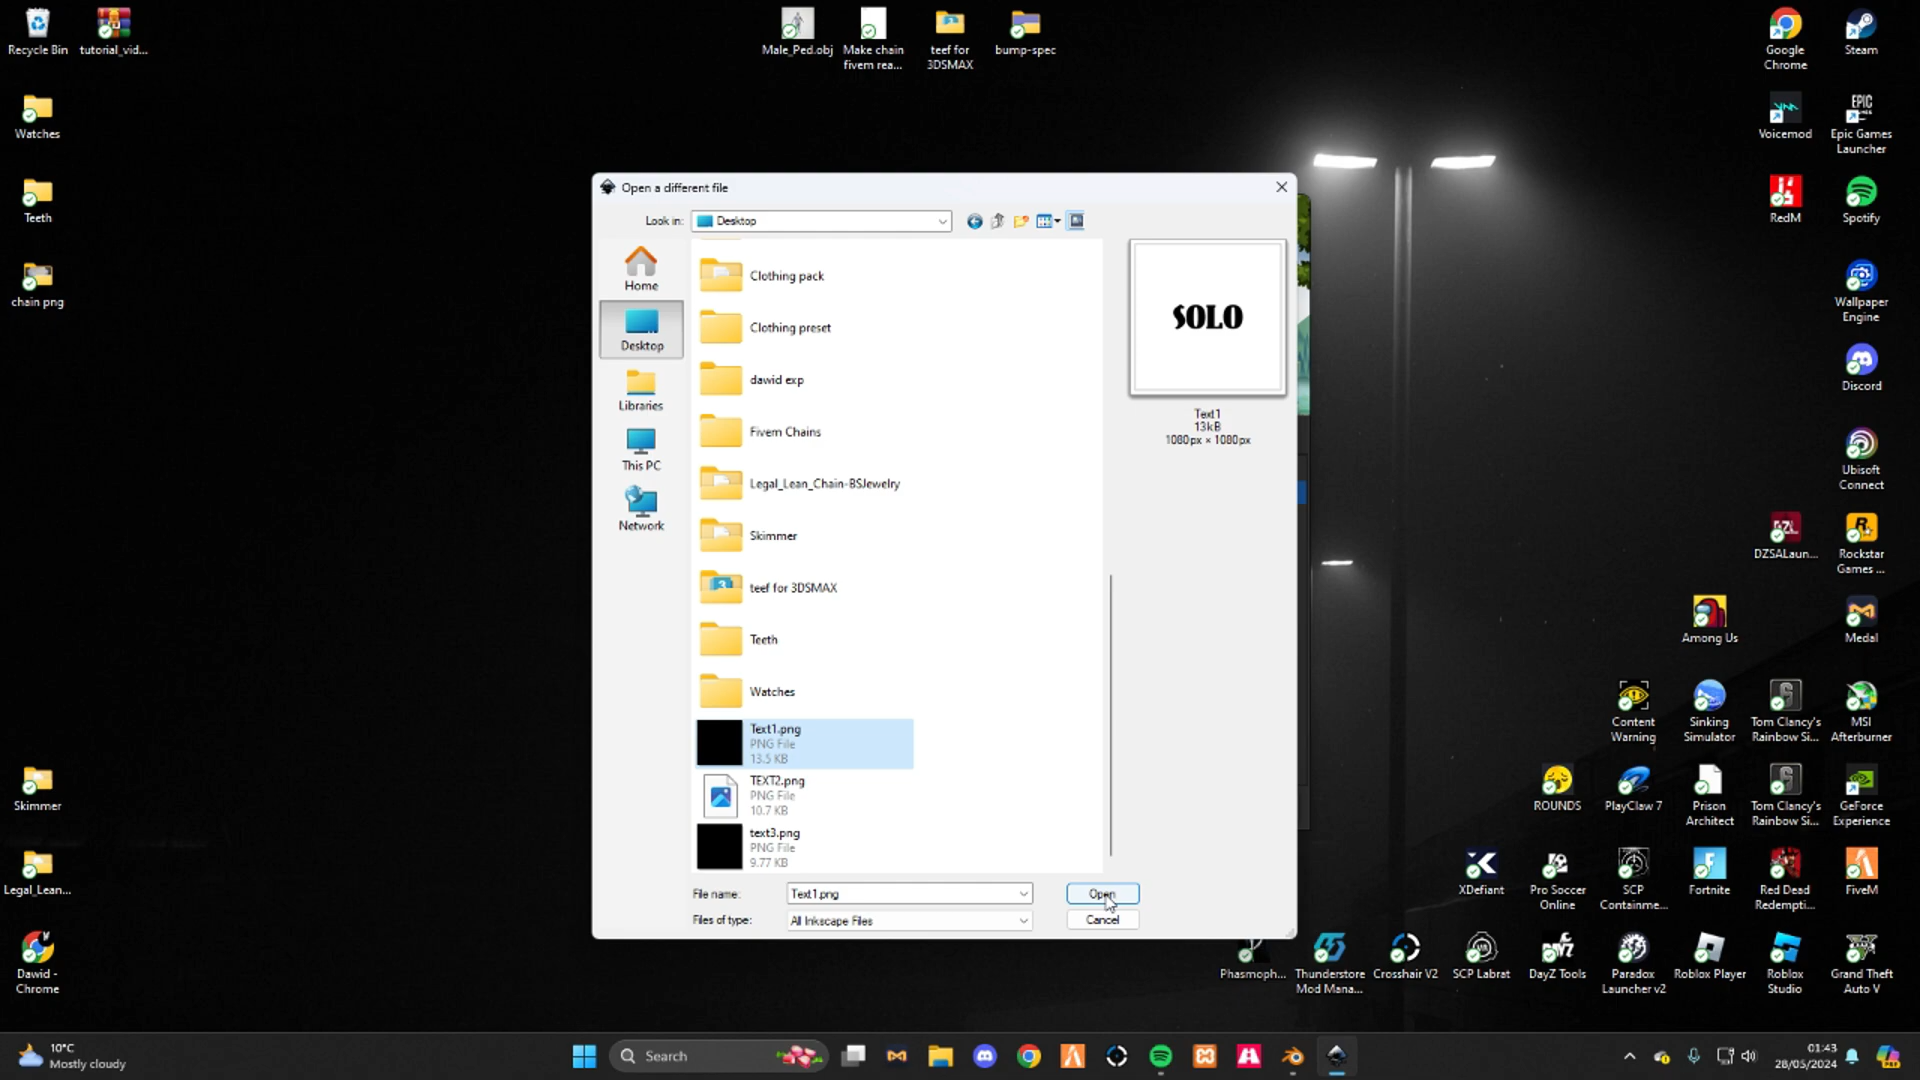 Recycle Bin
tutorial_vid...
Male_Ped.obj
Make chain
fivem rea...
teef for
3DSMAX
bump-spec
Google
Chrome
Steam
Watches
Voicemod
EPIC
GAMES
Epic Games
Launcher
Teeth
RedM
Spotify
chain png
Wallpaper
Engine
Discord
Ubisoft
Connect
DZSALaun...
Rockstar
Games ...
Among Us
Medal
Content
Warning
Sinking
Simulator
Tom Clancy's
Rainbow Si...
MSI
Afterburner
Skimmer
ROUNDS
PlayClaw 7
Prison
Architect
Tom Clancy's
Rainbow Si...
GeForce
Experience
Legal_Lean...
XDefiant
Pro Soccer
Online
SCP
Containme...
Fortnite
Red Dead
Redempti...
FiveM
Dawid -
Chrome
Phasmoph...
Thunderstore
Mod Mana...
Crosshair V2
SCP Labrat
DayZ Tools
Paradox
Launcher v2
Roblox Player
Roblox
Studio
Grand Theft
Auto V
Open a different file
Look in:
Desktop
Home
Desktop
Libraries
This PC
Network
Clothing pack
Clothing preset
dawid exp
Fivem Chains
Legal_Lean_Chain-BSJewelry
Skimmer
teef for 3DSMAX
Teeth
Watches
Text1.png
PNG File
13.5 KB
TEXT2.png
PNG File
10.7 KB
text3.png
PNG File
9.77 KB
SOLO
Text1
13kB
1080px × 1080px
File name:
Text1.png
Open
Files of type:
All Inkscape Files
Cancel
10°C
Mostly cloudy
Search
01:43
28/05/2024